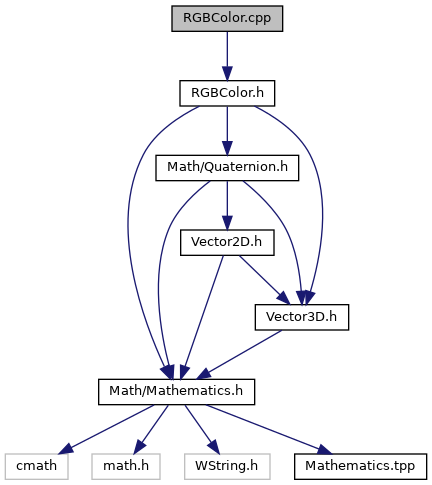 RGBColor.cpp
RGBColor.h
Math/Quaternion.h
Vector2D.h
Vector3D.h
Math/Mathematics.h
cmath
math.h
WString.h
Mathematics.tpp